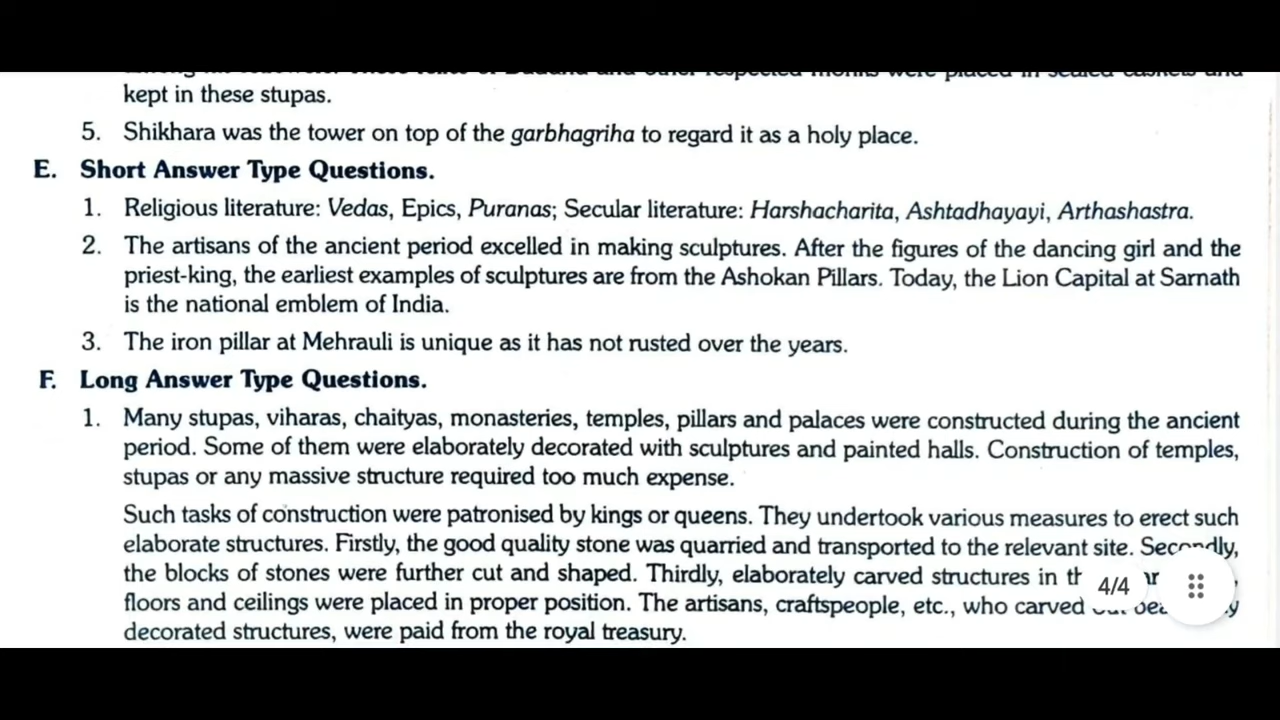 kept in these stupas.
5. Shikhara was the tower on top of the garbhagriha to regard it as a holy place.
E. Short Answer Type Questions.
1. Religious literature: Vedas, Epics, Puranas; Secular literature: Harshacharita, Ashtadhayayi, Arthashastra.
2. The artisans of the ancient period excelled in making sculptures. After the figures of the dancing girl and the
priest-king, the earliest examples of sculptures are from the Ashokan Pillars. Today, the Lion Capital at Sarnath
is the national emblem of India.
3. The iron pillar at Mehrauli is unique as it has not rusted over the years.
F. Long Answer Type Questions.
1. Many stupas, viharas, chaityas, monasteries, temples, pillars and palaces were constructed during the ancient
period. Some of them were elaborately decorated with sculptures and painted halls. Construction of temples,
stupas or any massive structure required too much expense.
Such tasks of construction were patronised by kings or queens. They undertook various measures to erect such
elaborate structures. Firstly, the good quality stone was quarried and transported to the relevant site. Secondly,
the blocks of stones were further cut and shaped. Thirdly, elaborately carved structures in
4/4
floors and ceilings were placed in proper position. The artisans, craftspeople, etc., who carved
decorated structures, were paid from the royal treasury.